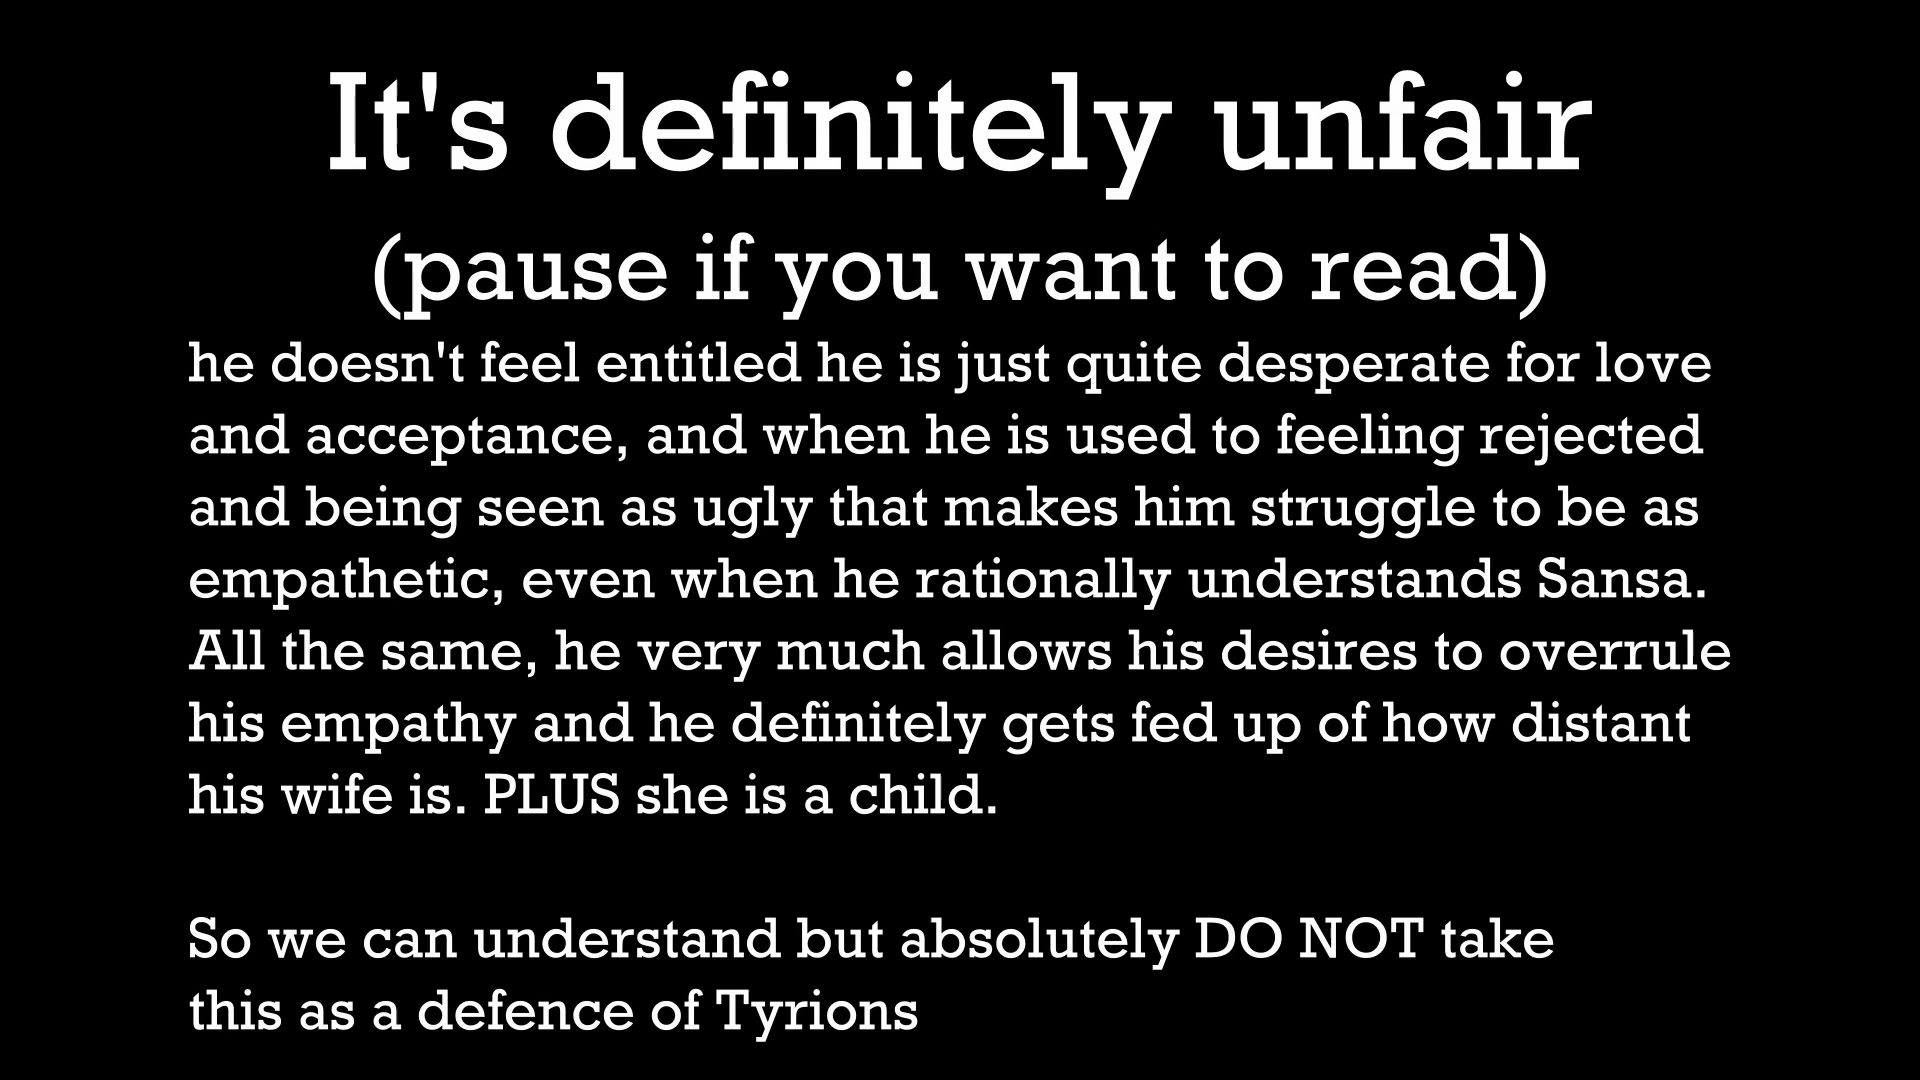 It's definitely unfair
(pause if you want to read)
he doesn't feel entitled he is just quite desperate for love
and acceptance, and when he is used to feeling rejected
and being seen as ugly that makes him struggle to be as
empathetic, even when he rationally understands Sansa.
All the same, he very much allows his desires to overrule
his empathy and he definitely gets fed up of how distant
his wife is. PLUS she is a child.
So we can understand but absolutely DO NOT take
this as a defence of Tyrions